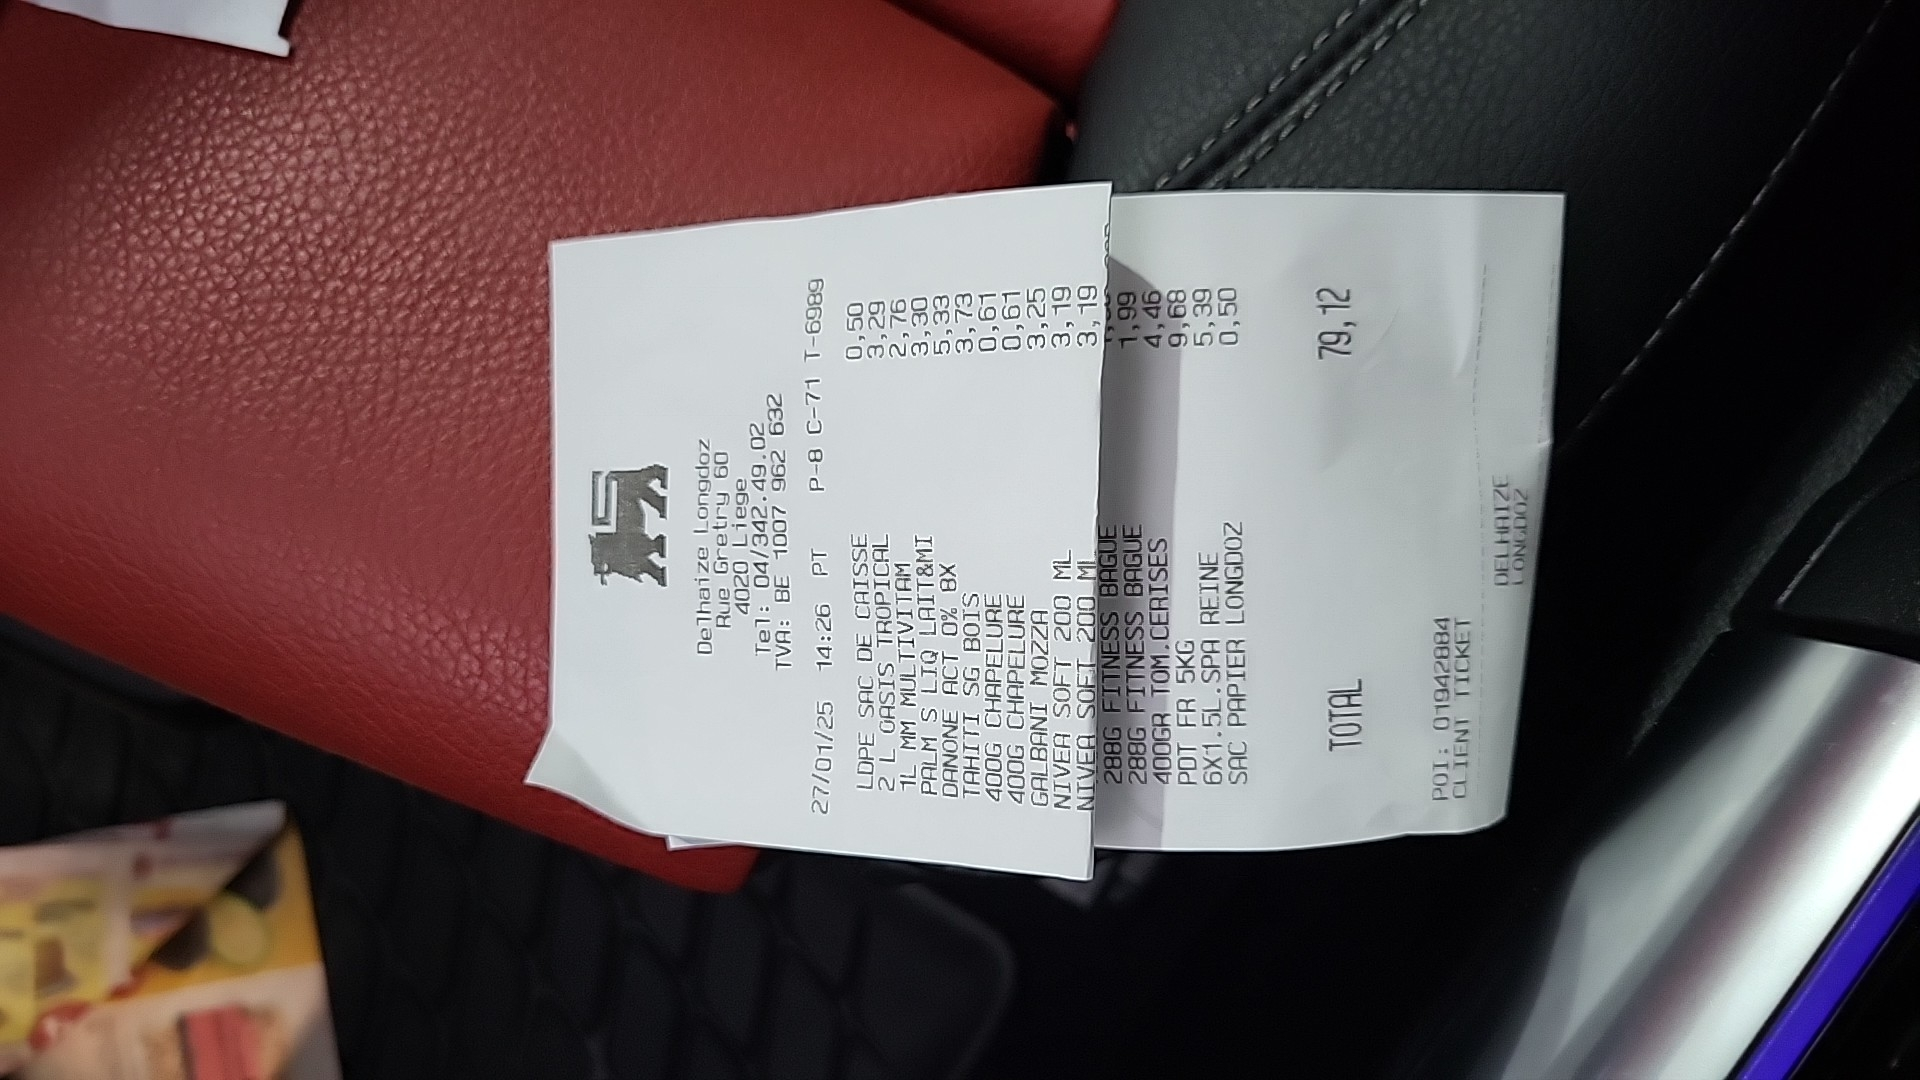 Delhaize Longdoz
Rue Gretry 60
4020 Liege
Tel: 04/342.49.02
TVA: BE 1007 962 632
27/01/25 14:26 PT P-8 C-71 T-6989
LDPE SAC DE CAISSE 0,50
2 L OASIS TROPICAL 3,29
1L MM MULTIVITAM 2,76
PALM S LIQ LAIT&MI 3,30
DANONE ACT 0% 8X 5,33
TAHITI SG BOIS 3,73
400G CHAPELURE 0,61
400G CHAPELURE 0,61
GALBANI MOZZA 3,25
NIVEA SOFT 200 ML 3,19
NIVEA SOFT 200 ML 3,19
288G FITNESS BAGUE
288G FITNESS BAGUE 1,99
400GR TOM.CERISES 4,46
PDT FR 5KG 9,68
6X1.5L.SPA REINE 5,39
SAC PAPIER LONGDOZ 0,50
TOTAL 79,12
POI: 01942884
CLIENT TICKET
DELHAIZE
LONGDOZ